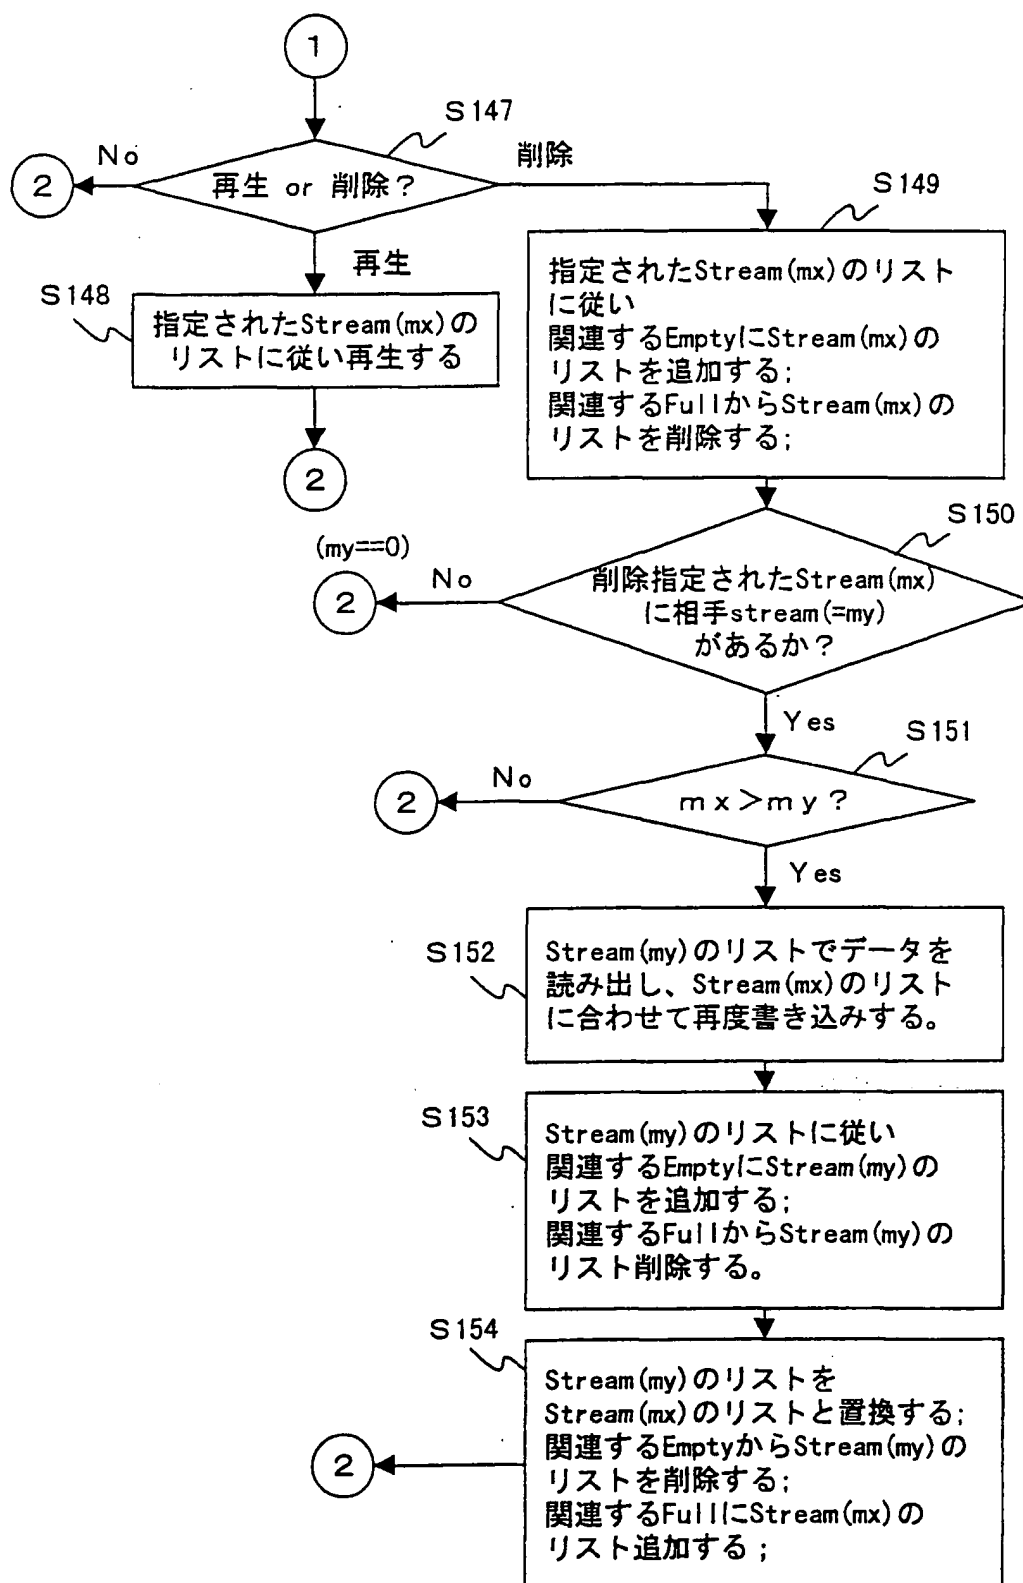 1
S147
No
削除
2
再生 or 削除?
S149
再生
S148
指定されたStream(mx)の
リストに従い再生する
指定されたStream(mx)のリスト
に従い
関連するEmptyにStream(mx)の
リストを追加する;
関連するFullからStream(mx)の
リストを削除する;
2
S150
(my==0)
No
2
削除指定されたStream(mx)
に相手stream(=my)
があるか?
Yes
S151
No
2
mx>my?
Yes
S152
Stream(my)のリストでデータを
読み出し、Stream(mx)のリスト
に合わせて再度書き込みする。
S153
Stream(my)のリストに従い
関連するEmptyにStream(my)の
リストを追加する;
関連するFullからStream(my)の
リスト削除する。
S154
Stream(my)のリストを
Stream(mx)のリストと置換する;
関連するEmptyからStream(my)の
リストを削除する;
関連するFullにStream(mx)の
リスト追加する;
2